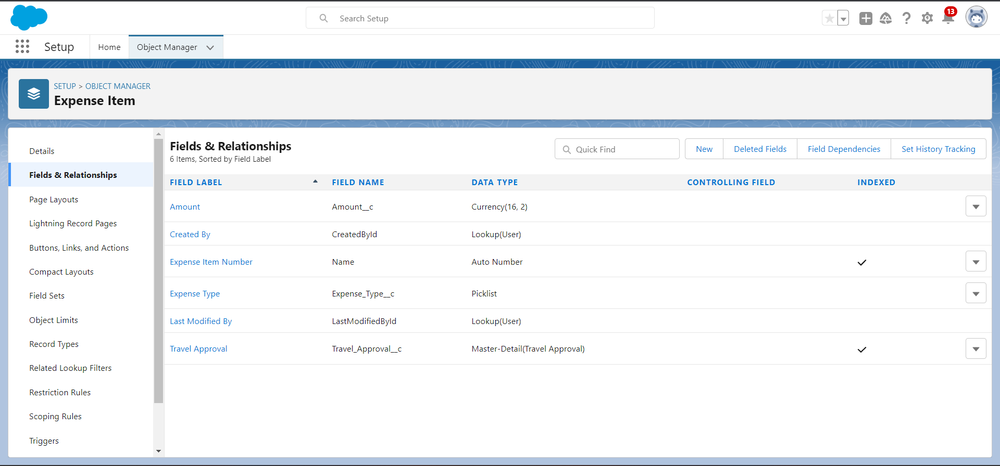 Search Setup
13
Setup
Home
Object Manager
SETUP > OBJECT MANAGER
Expense Item
Details
Fields & Relationships
Page Layouts
Lightning Record Pages
Buttons, Links, and Actions
Compact Layouts
Field Sets
Object Limits
Record Types
Related Lookup Filters
Restriction Rules
Scoping Rules
Triggers
Fields & Relationships
6 Items, Sorted by Field Label
Quick Find
New
Deleted Fields
Field Dependencies
Set History Tracking
FIELD LABEL FIELD NAME DATA TYPE CONTROLLING FIELD INDEXED
Amount Amount__c Currency(16, 2)
Created By CreatedById Lookup(User)
Expense Item Number Name Auto Number
Expense Type Expense_Type__c Picklist
Last Modified By LastModifiedById Lookup(User)
Travel Approval Travel_Approval__c Master-Detail(Travel Approval)